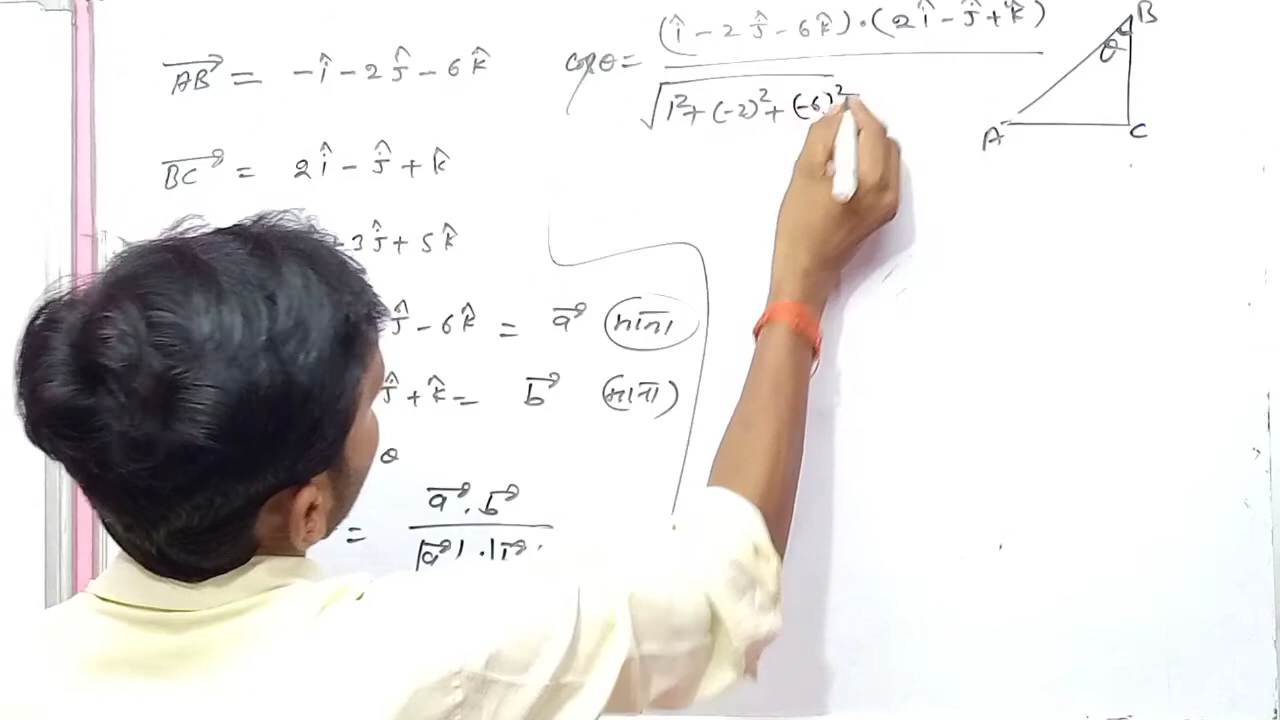 AB⃗ = -î - 2ĵ - 6k̂
BC⃗ = 2î - ĵ + k̂
-3ĵ + 5k̂
ĵ - 6k̂ = a⃗ (माना)
ĵ + k̂ = b⃗ (माना)
θ
= a⃗ . b⃗
|a⃗| .
cosθ = (î - 2ĵ - 6k̂) · (2î - ĵ + k̂)
√1² + (-2)² + (-6)²
B
θ
A C